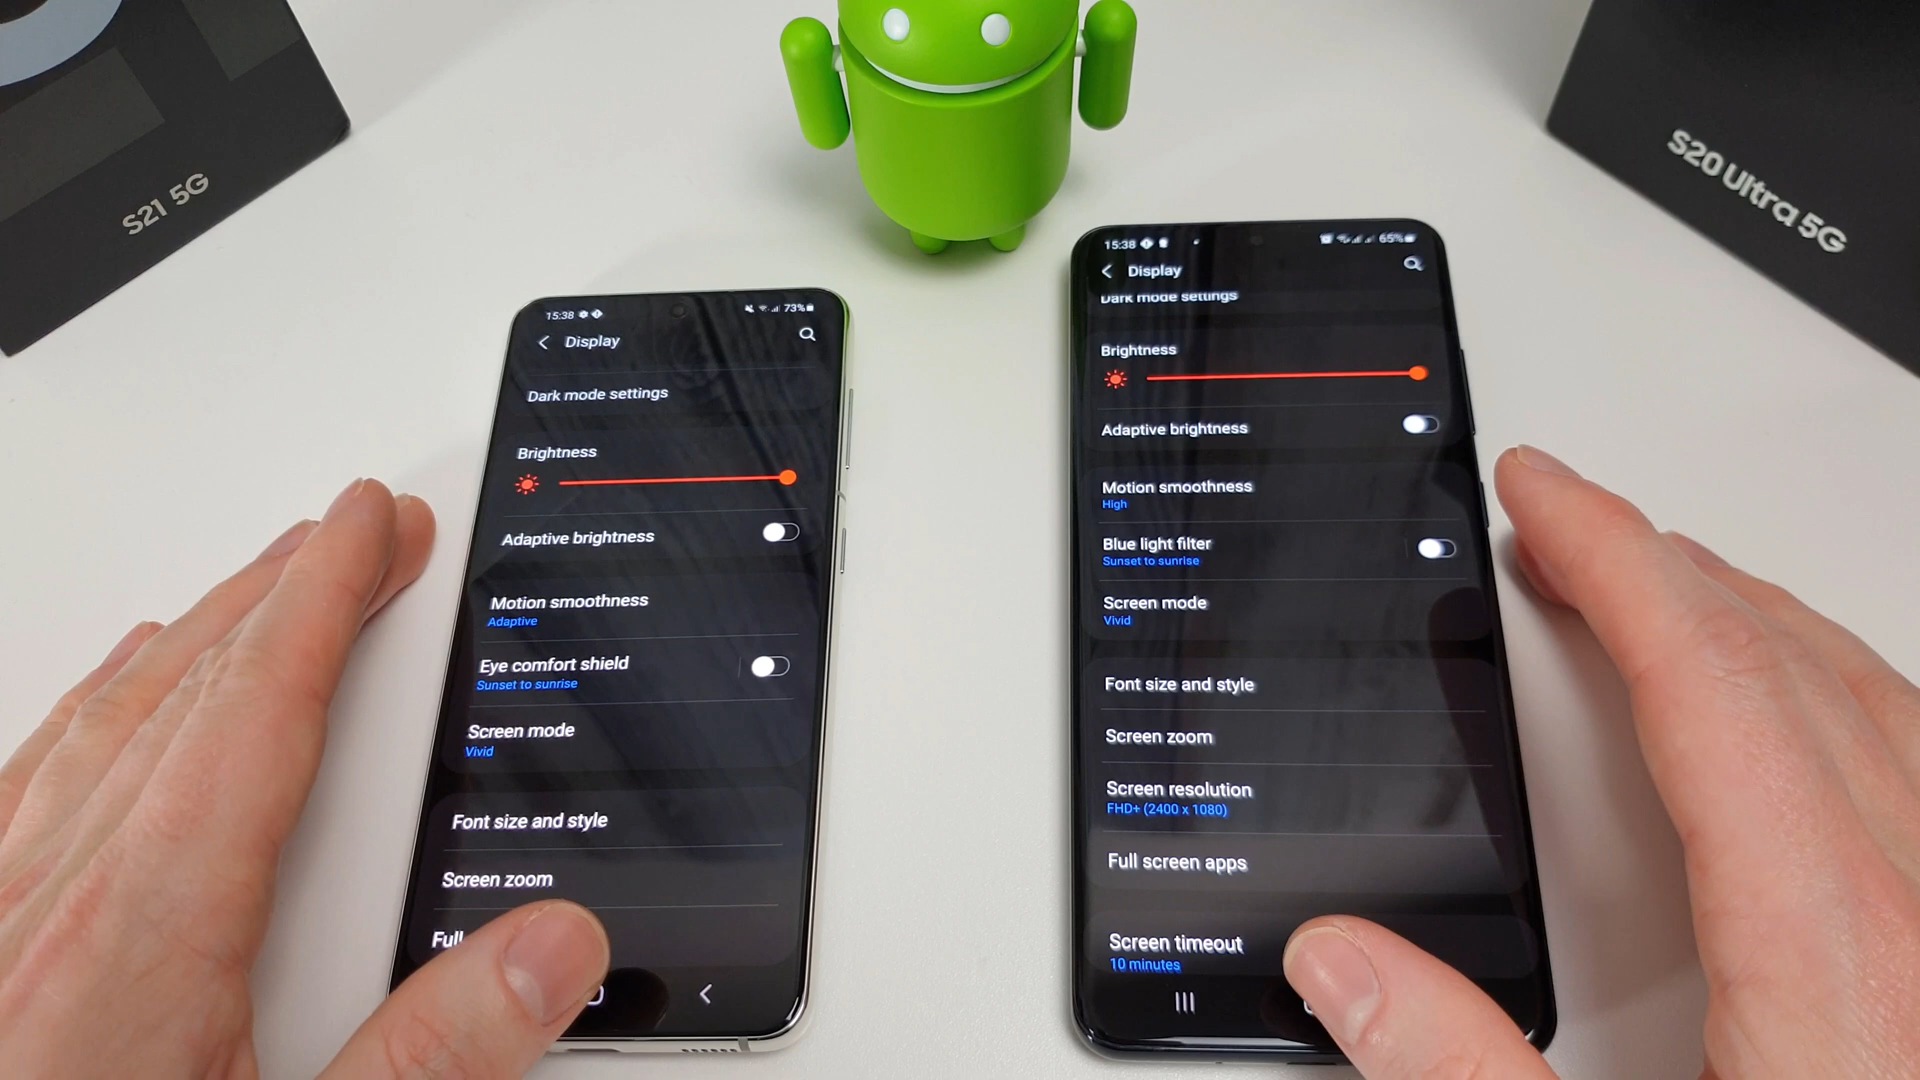 S21 5G
S20 Ultra 5G
15:38
73%
Display
Dark mode settings
Brightness
Adaptive brightness
Motion smoothness
Adaptive
Eye comfort shield
Sunset to sunrise
Screen mode
Vivid
Font size and style
Screen zoom
Full
15:38
65%
Display
Dark mode settings
Brightness
Adaptive brightness
Motion smoothness
High
Blue light filter
Sunset to sunrise
Screen mode
Vivid
Font size and style
Screen zoom
Screen resolution
FHD+ (2400 x 1080)
Full screen apps
Screen timeout
10 minutes